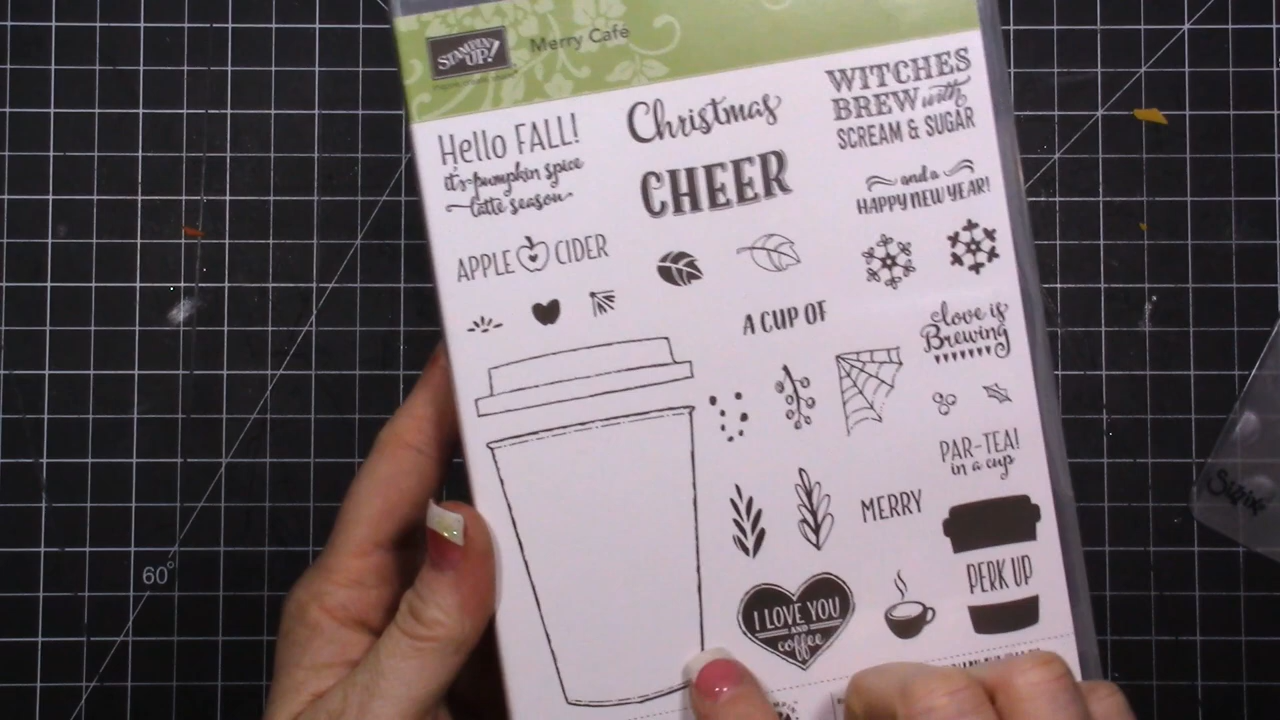 STAMPIN' UP!
Merry Café
Hello FALL!
it's pumpkin spice
latte season
Christmas
CHEER
WITCHES
BREW with
SCREAM & SUGAR
and a
HAPPY NEW YEAR!
APPLE CIDER
A CUP OF
love is
Brewing
PAR-TEA!
in a cup
MERRY
I LOVE YOU
AND
coffee
PERK UP
60°
Sizzix